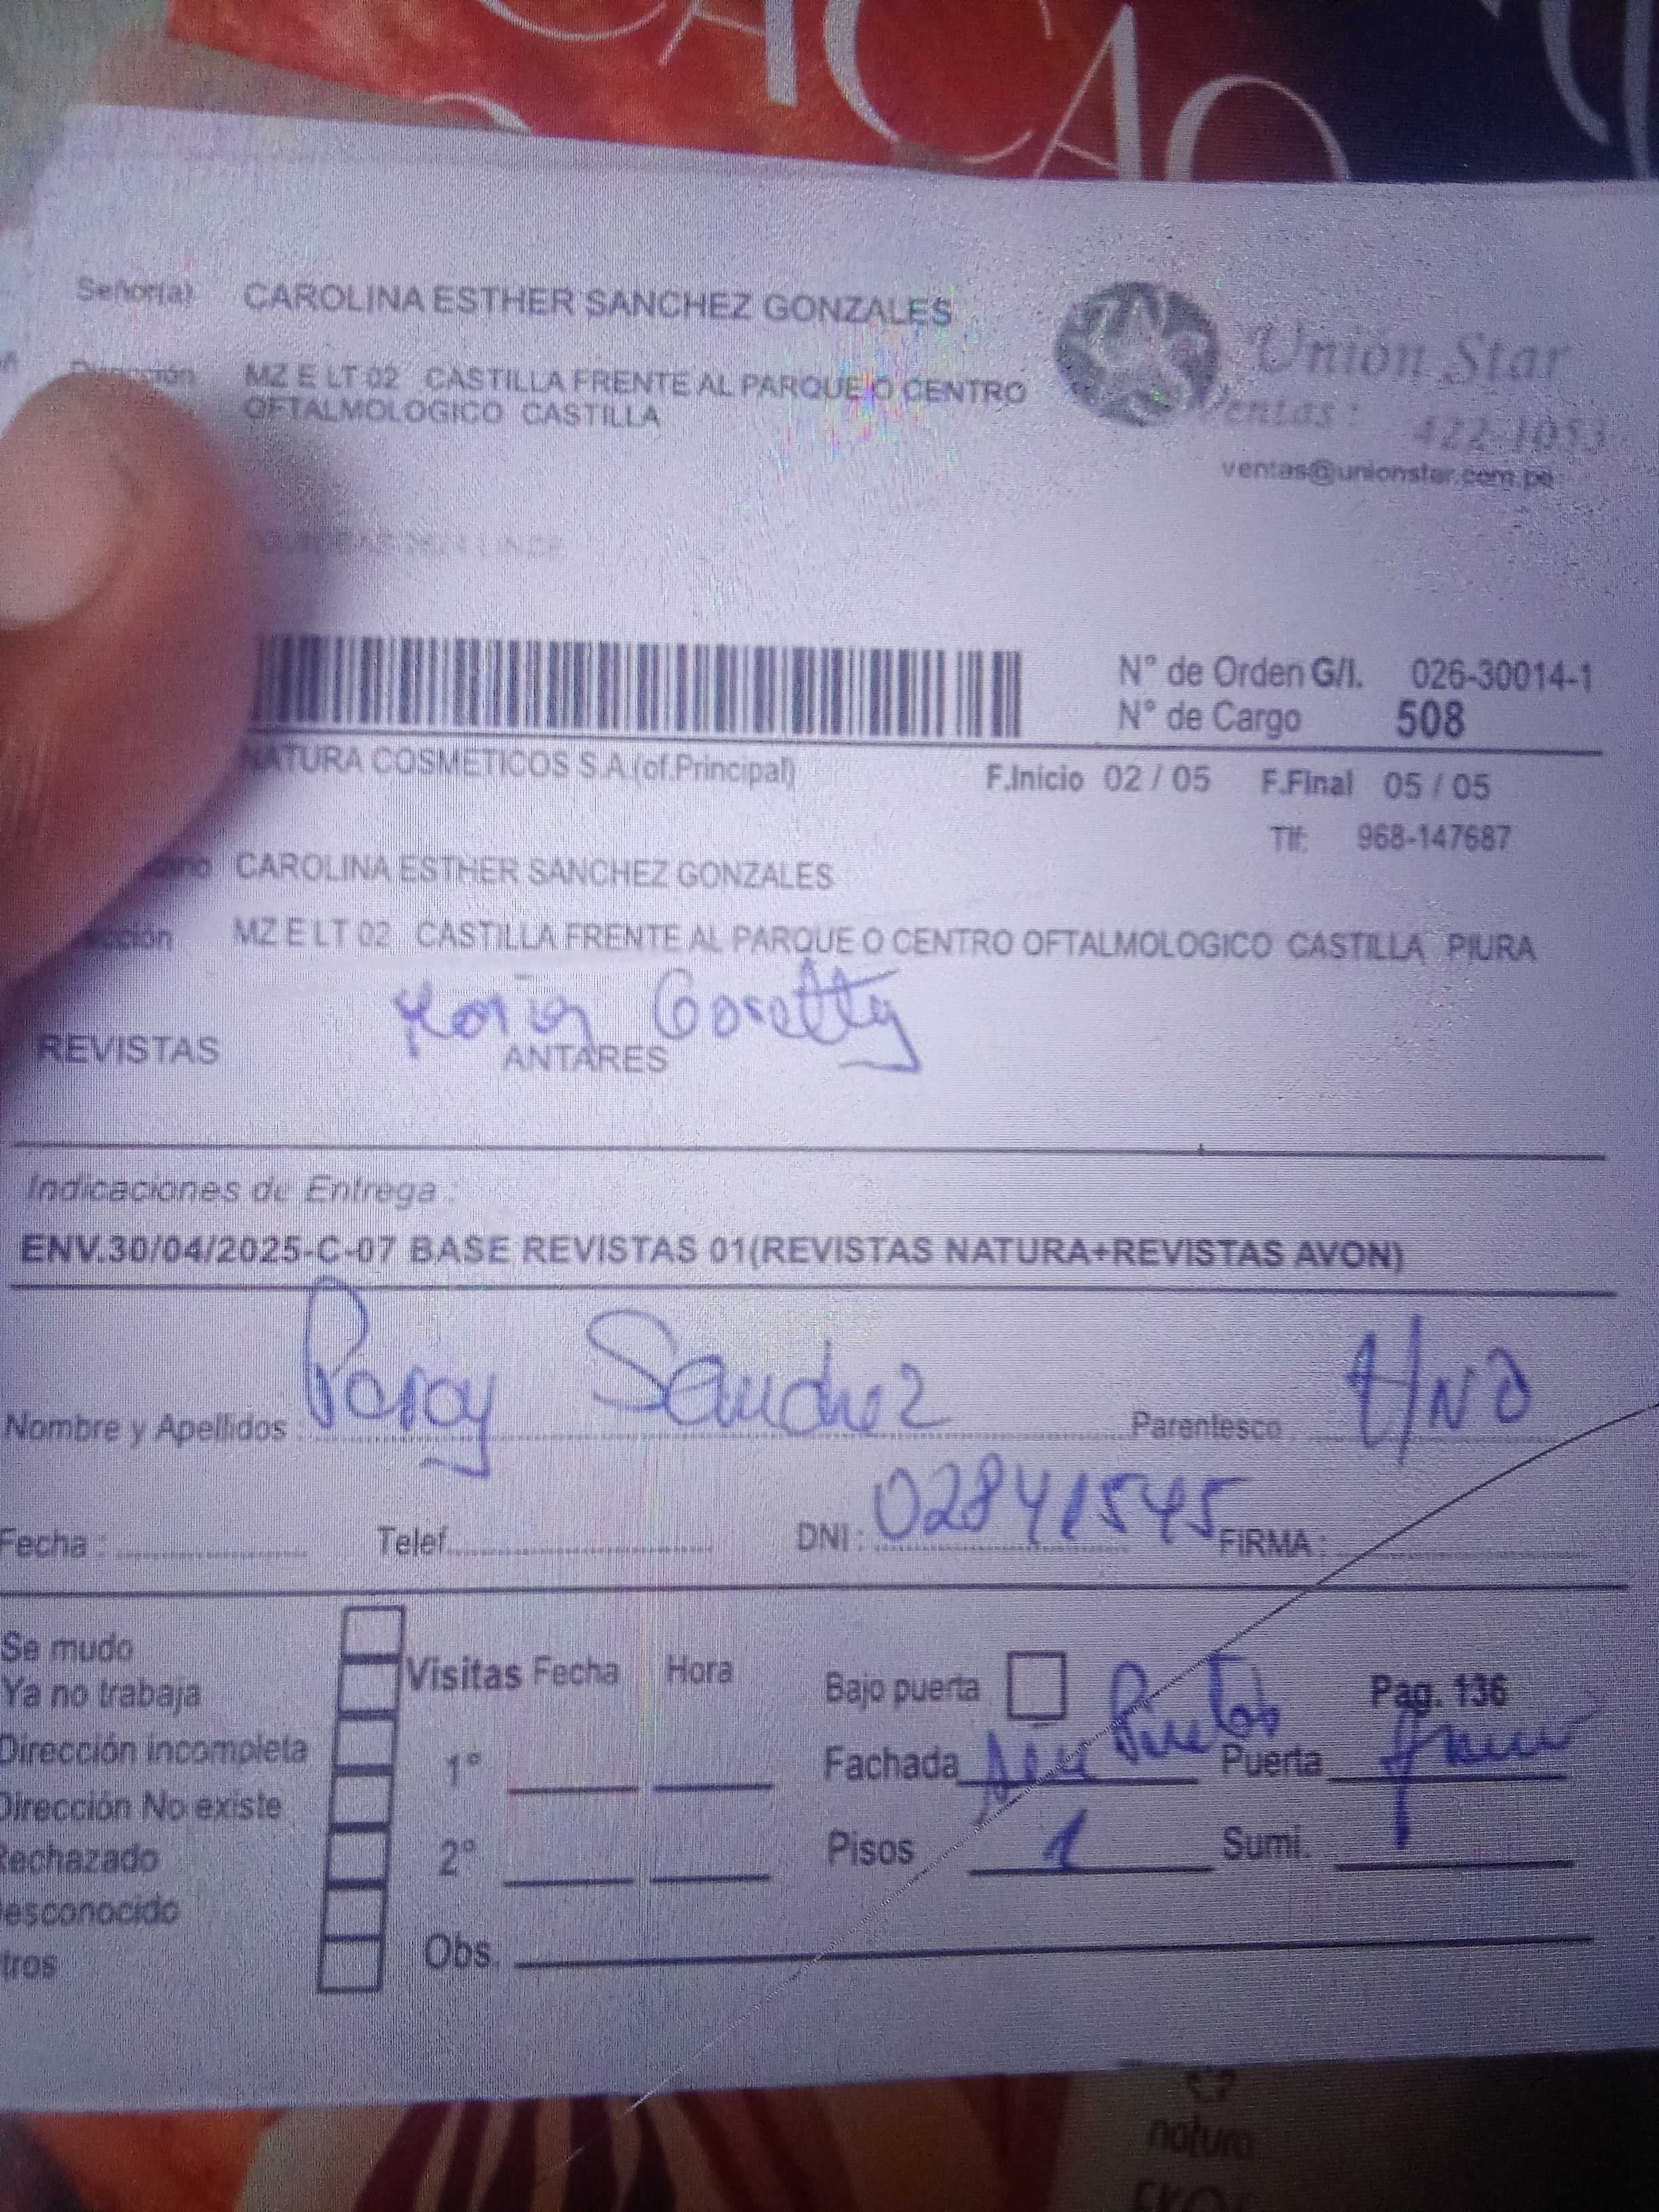 CACAO
Señor(a) CAROLINA ESTHER SANCHEZ GONZALES
Dirección MZ E LT 02 CASTILLA FRENTE AL PARQUE O CENTRO
OFTALMOLOGICO CASTILLA
Union Star
Ventas: 422-1053
ventas@unionstar.com.pe
N° de Orden G/I. 026-30014-1
N° de Cargo 508
NATURA COSMETICOS S.A.(of.Principal) F.Inicio 02 / 05 F.Final 05 / 05
Tlf: 968-147687
CAROLINA ESTHER SANCHEZ GONZALES
MZ E LT 02 CASTILLA FRENTE AL PARQUE O CENTRO OFTALMOLOGICO CASTILLA PIURA
REVISTAS ANTARES
Indicaciones de Entrega :
ENV.30/04/2025-C-07 BASE REVISTAS 01(REVISTAS NATURA+REVISTAS AVON)
Nombre y Apellidos Sanchez Parentesco HNO
Fecha : Telef. DNI : 02841545 FIRMA :
Se mudo
Ya no trabaja
Dirección incompleta
Dirección No existe
Rechazado
Visitas Fecha Hora
1°
2°
Obs.
Bajo puerta Pag. 136
Fachada Puerta
Pisos 1 Sumi.
natura